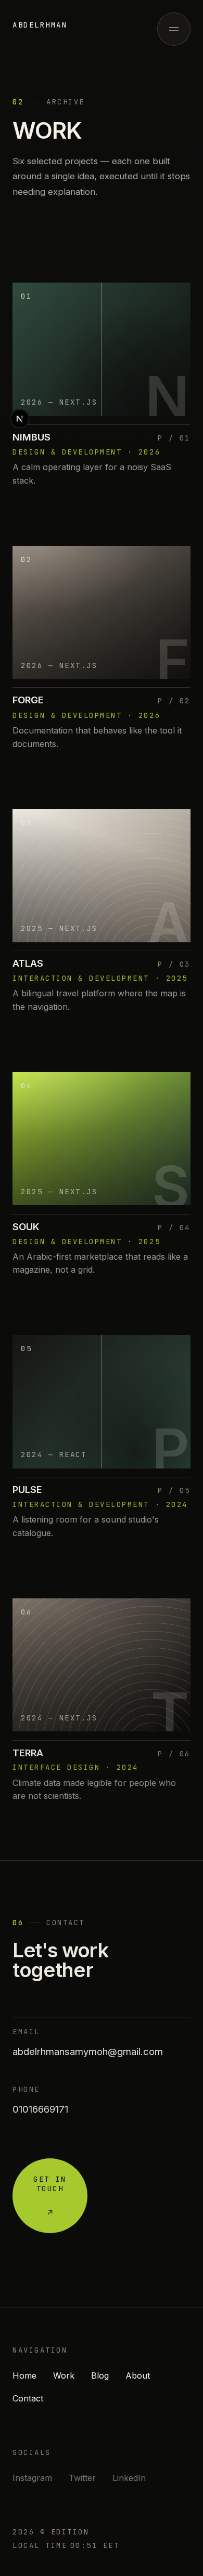 ABDELRHMAN
02 — ARCHIVE
WORK
Six selected projects — each one built
around a single idea, executed until it stops
needing explanation.
01
N
2026 — NEXT.JS
N
NIMBUS P / 01
DESIGN & DEVELOPMENT · 2026
A calm operating layer for a noisy SaaS
stack.
02
F
2026 — NEXT.JS
FORGE P / 02
DESIGN & DEVELOPMENT · 2026
Documentation that behaves like the tool it
documents.
03
A
2025 — NEXT.JS
ATLAS P / 03
INTERACTION & DEVELOPMENT · 2025
A bilingual travel platform where the map is
the navigation.
04
S
2025 — NEXT.JS
SOUK P / 04
DESIGN & DEVELOPMENT · 2025
An Arabic-first marketplace that reads like a
magazine, not a grid.
05
P
2024 — REACT
PULSE P / 05
INTERACTION & DEVELOPMENT · 2024
A listening room for a sound studio's
catalogue.
06
T
2024 — NEXT.JS
TERRA P / 06
INTERFACE DESIGN · 2024
Climate data made legible for people who
are not scientists.
06 — CONTACT
Let's work
together
EMAIL
abdelrhmansamymoh@gmail.com
PHONE
01016669171
GET IN
TOUCH
↗
NAVIGATION
Home Work Blog About
Contact
SOCIALS
Instagram Twitter LinkedIn
2026 © EDITION
LOCAL TIME 00:51 EET